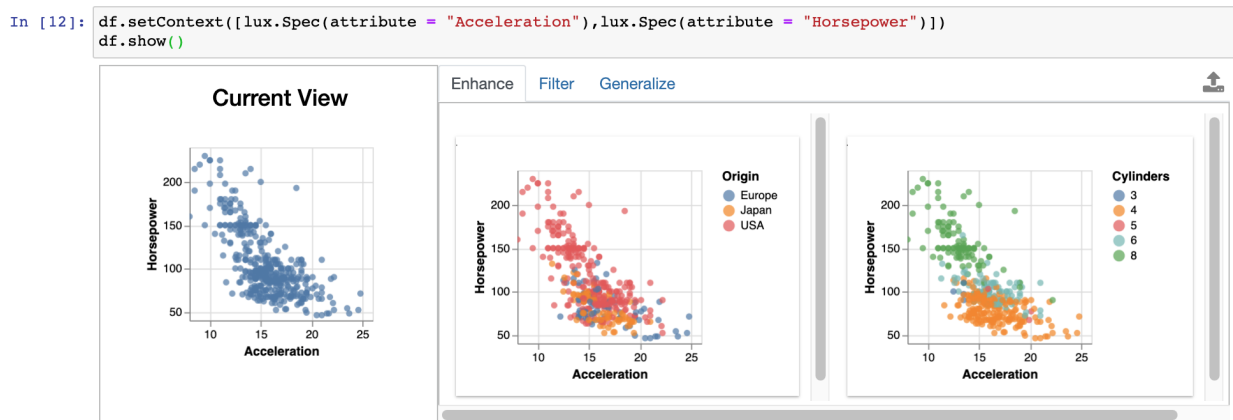 In [12]: df.setContext([lux.Spec(attribute = "Acceleration"),lux.Spec(attribute = "Horsepower")])
df.show()
Current View
Enhance Filter Generalize
Horsepower
200
150
100
50
10 15 20 25
Acceleration
Horsepower
200
150
100
50
10 15 20 25
Acceleration
Origin
Europe
Japan
USA
Horsepower
200
150
100
50
10 15 20 25
Acceleration
Cylinders
3
4
5
6
8